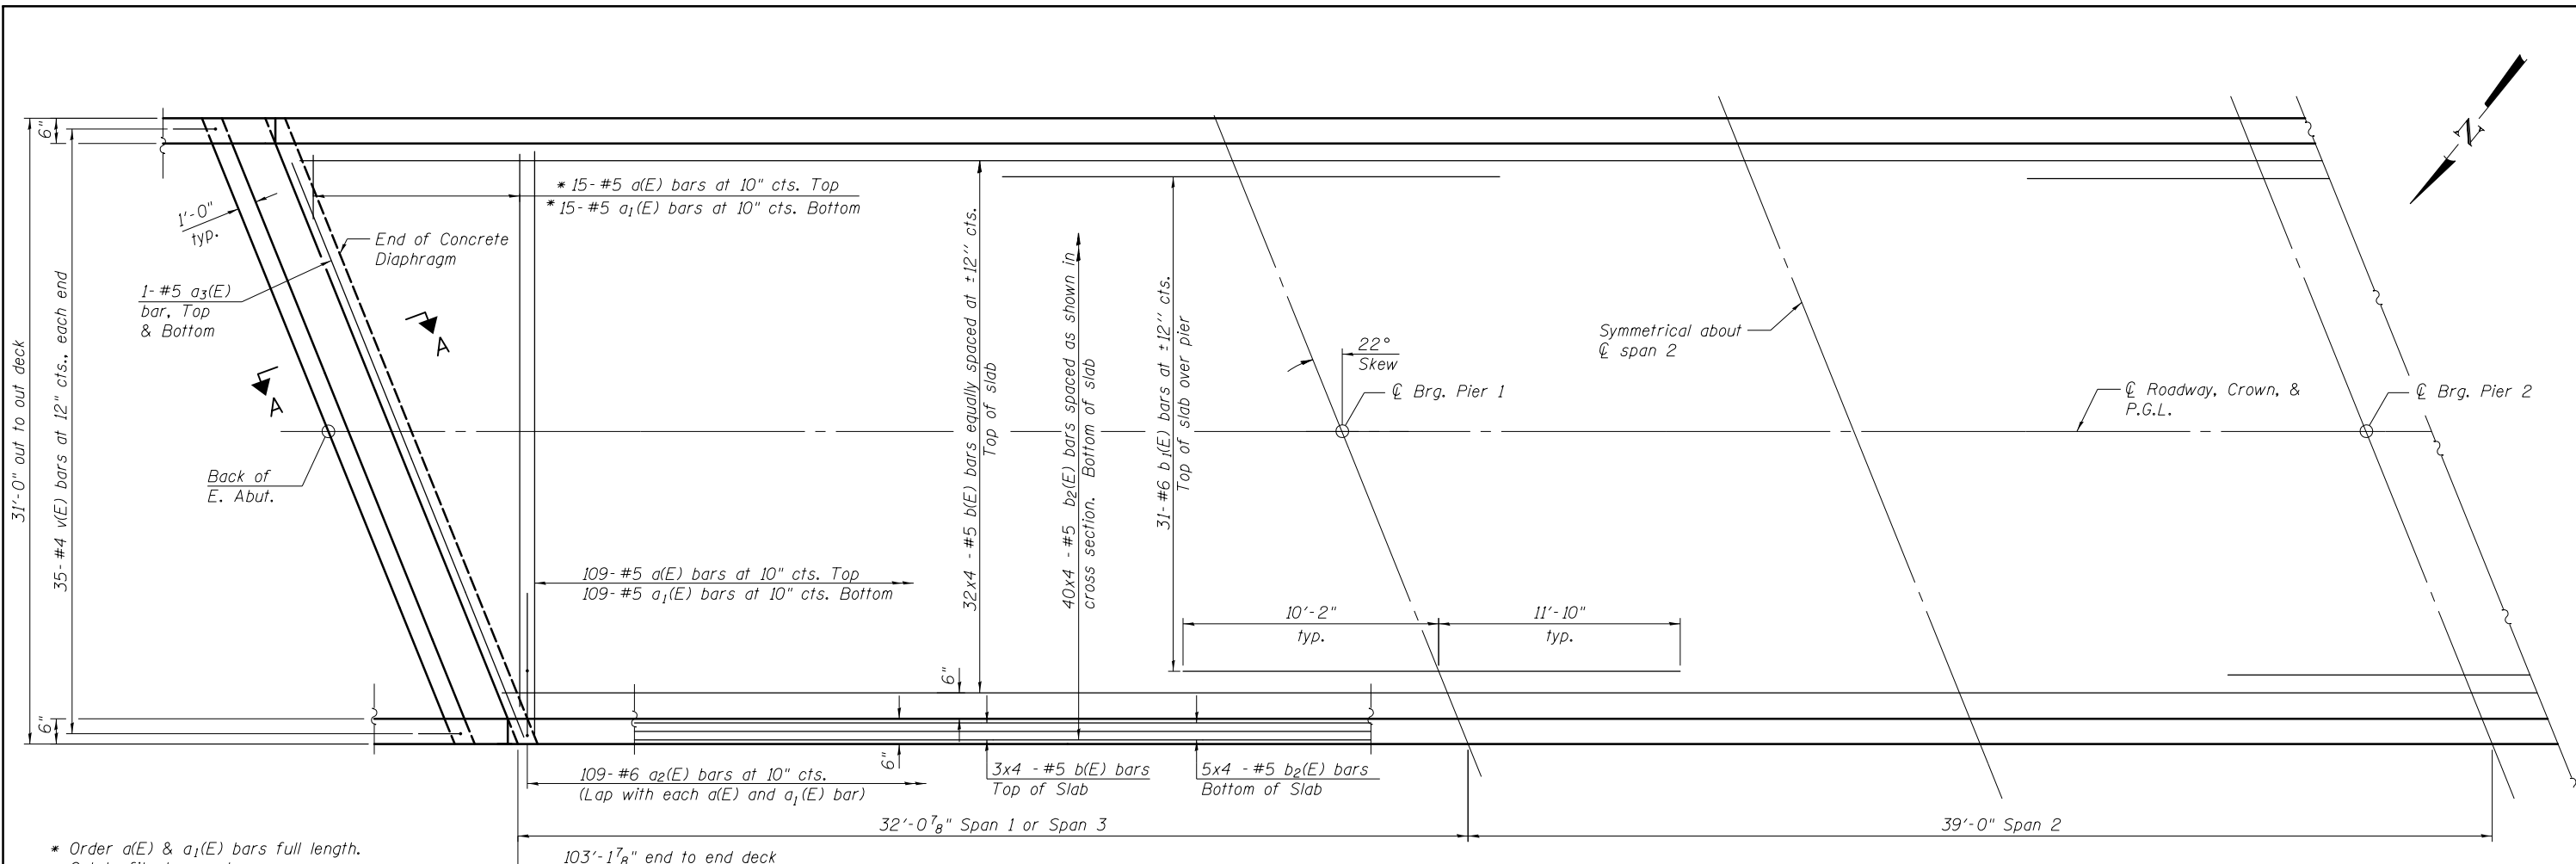 31'-0" out to out deck
6"
35- #4 v(E) bars at 12" cts., each end
6"
1'-0"
typ.
* 15- #5 a(E) bars at 10" cts. Top
* 15- #5 a1(E) bars at 10" cts. Bottom
End of Concrete
Diaphragm
1- #5 a3(E)
bar, Top
& Bottom
A
A
Back of
E. Abut.
109- #5 a(E) bars at 10" cts. Top
109- #5 a1(E) bars at 10" cts. Bottom
32x4 - #5 b(E) bars equally spaced at ±12" cts.
Top of slab
40x4 - #5 b2(E) bars spaced as shown in
cross section. Bottom of slab
31- #6 b1(E) bars at ±12" cts.
Top of slab over pier
22°
Skew
℄ Brg. Pier 1
Symmetrical about
℄ span 2
℄ Roadway, Crown, &
P.G.L.
℄ Brg. Pier 2
N
10'-2"
typ.
11'-10"
typ.
6"
6"
109- #6 a2(E) bars at 10" cts.
(Lap with each a(E) and a1(E) bar)
3x4 - #5 b(E) bars
Top of Slab
5x4 - #5 b2(E) bars
Bottom of Slab
32'-0⅞" Span 1 or Span 3
39'-0" Span 2
* Order a(E) & a1(E) bars full length.
103'-1⅞" end to end deck